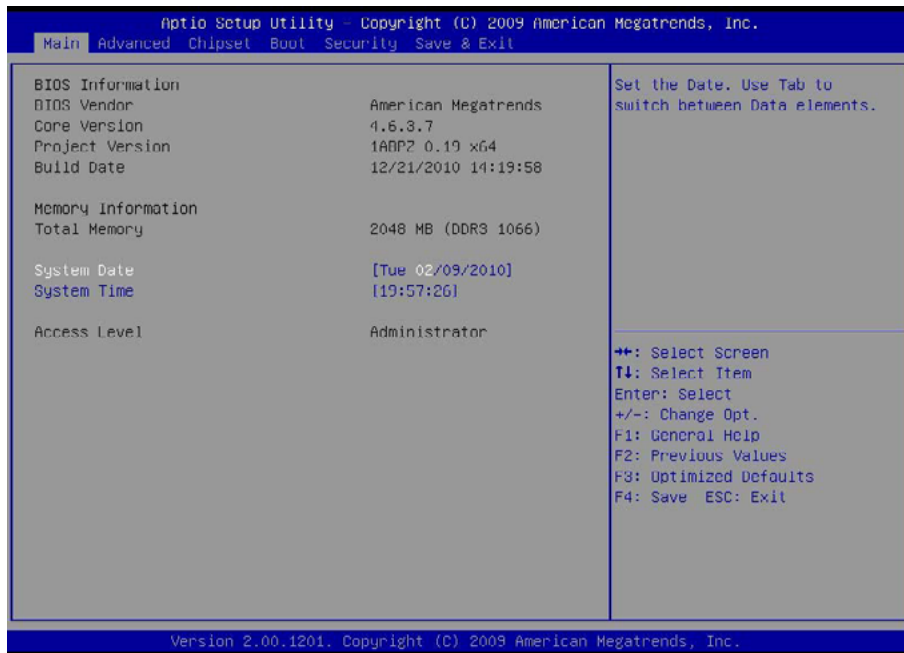 Aptio Setup Utility – Copyright (C) 2009 American Megatrends, Inc.
Main Advanced Chipset Boot Security Save & Exit
BIOS Information
BIOS Vendor American Megatrends
Core Version 4.6.3.7
Project Version 1ABPZ 0.19 x64
Build Date 12/21/2010 14:19:58
Memory Information
Total Memory 2048 MB (DDR3 1066)
System Date [Tue 02/09/2010]
System Time [19:57:26]
Access Level Administrator
Set the Date. Use Tab to
switch between Data elements.
→←: Select Screen
↑↓: Select Item
Enter: Select
+/-: Change Opt.
F1: General Help
F2: Previous Values
F3: Optimized Defaults
F4: Save ESC: Exit
Version 2.00.1201. Copyright (C) 2009 American Megatrends, Inc.